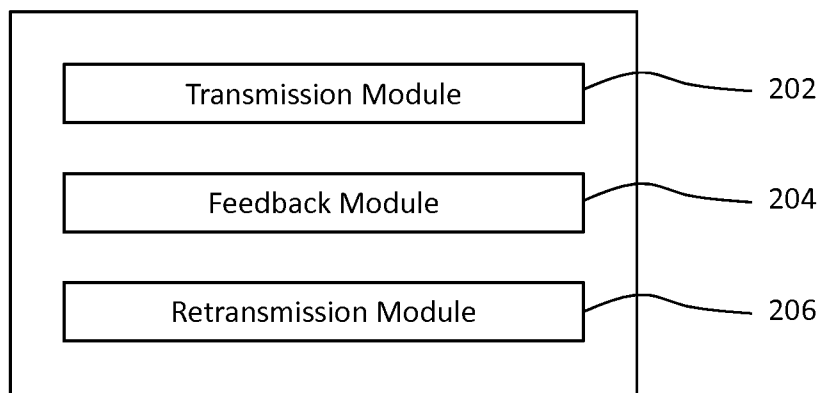 Transmission Module 202
Feedback Module 204
Retransmission Module 206